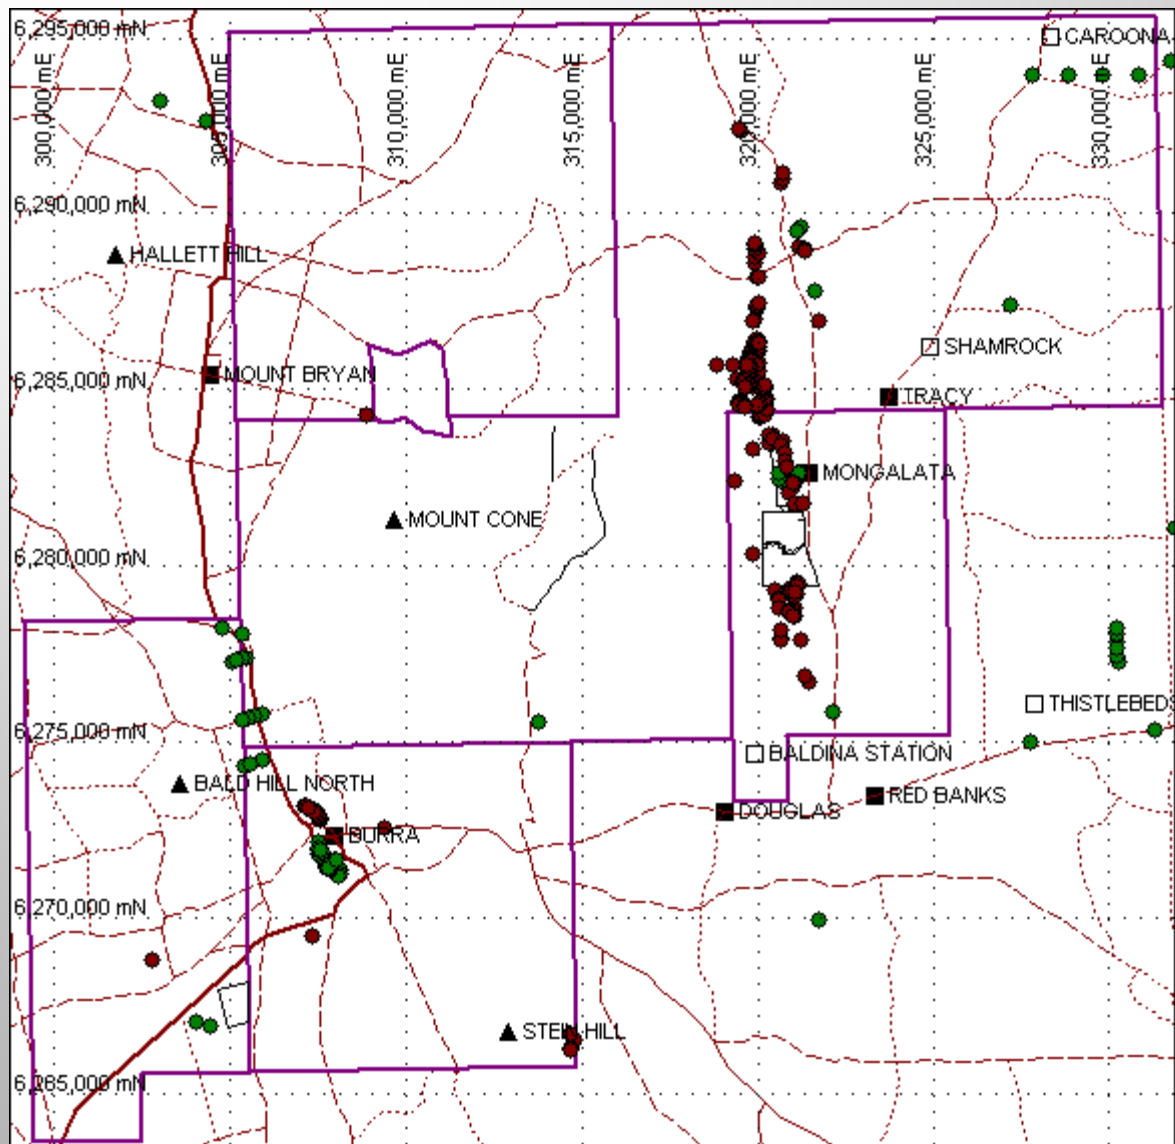 6,295,000 mN
CAROONA
300,000 mE
305,000 mE
310,000 mE
315,000 mE
320,000 mE
325,000 mE
330,000 mE
6,290,000 mN
HALLETT HILL
SHAMROCK
6,285,000 mN
MOUNT BRYAN
TRACY
MONGALATA
MOUNT CONE
6,280,000 mN
THISTLEBEDS
6,275,000 mN
BALDINA STATION
BALD HILL NORTH
RED BANKS
DOUGLAS
BURRA
6,270,000 mN
STEIN HILL
6,265,000 mN